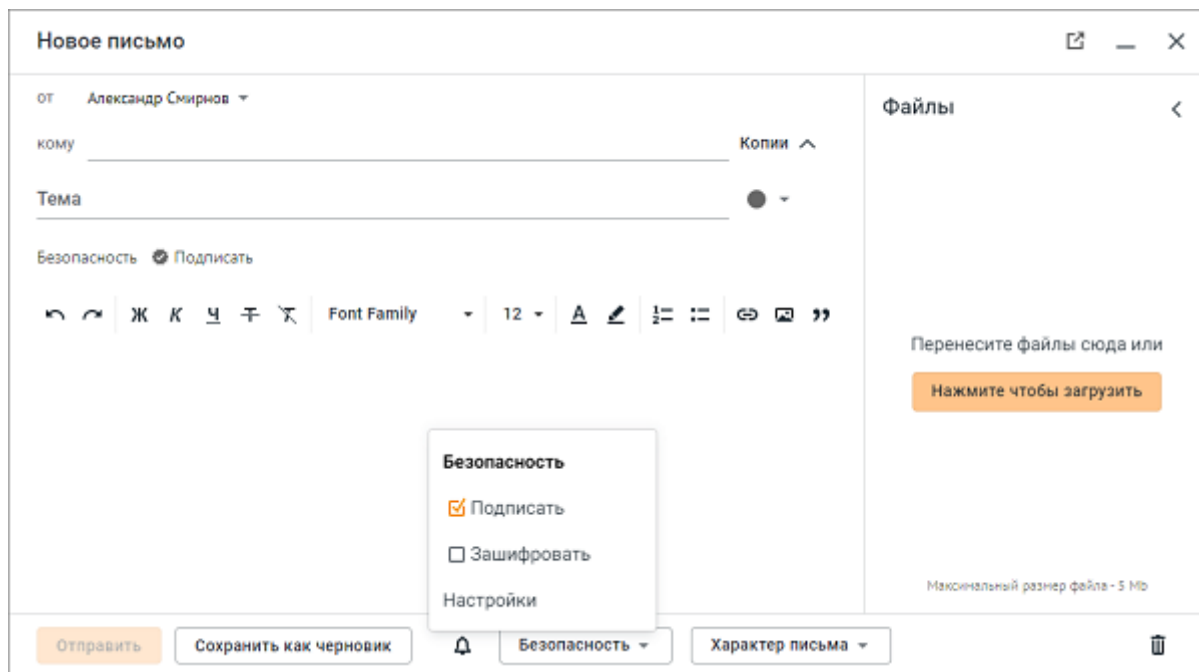 Новое письмо
от Александр Смирнов
Файлы
кому Копии
Тема
Безопасность Подписать
Ж К Ч Т Т Font Family 12 A
Перенесите файлы сюда или
Нажмите чтобы загрузить
Безопасность
Подписать
Зашифровать
Настройки
Максимальный размер файла - 5 Mb
Отправить Сохранить как черновик Безопасность Характер письма